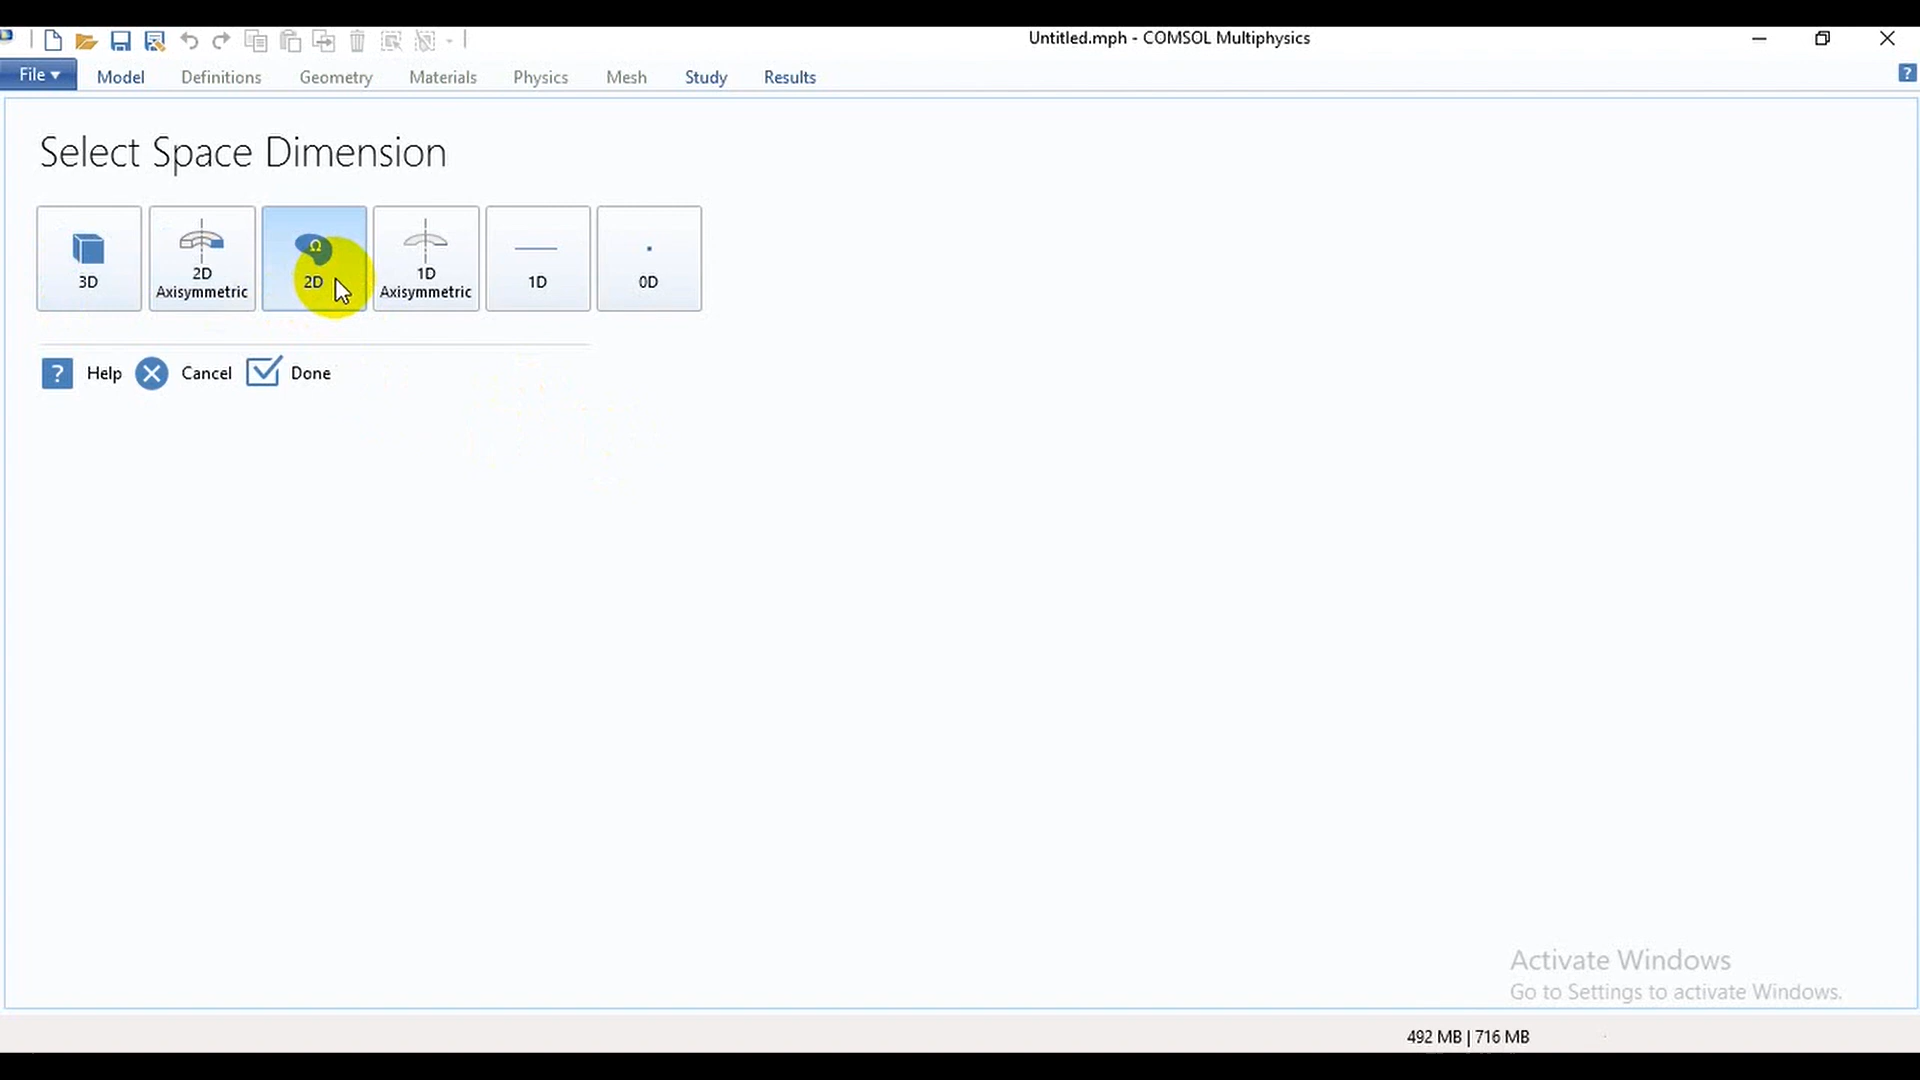 Untitled.mph - COMSOL Multiphysics
File Model Definitions Geometry Materials Physics Mesh Study Results ?
Select Space Dimension
3D
2D
Axisymmetric
Ω
2D
1D
Axisymmetric
1D
0D
? Help Cancel Done
Activate Windows
Go to Settings to activate Windows.
492 MB | 716 MB